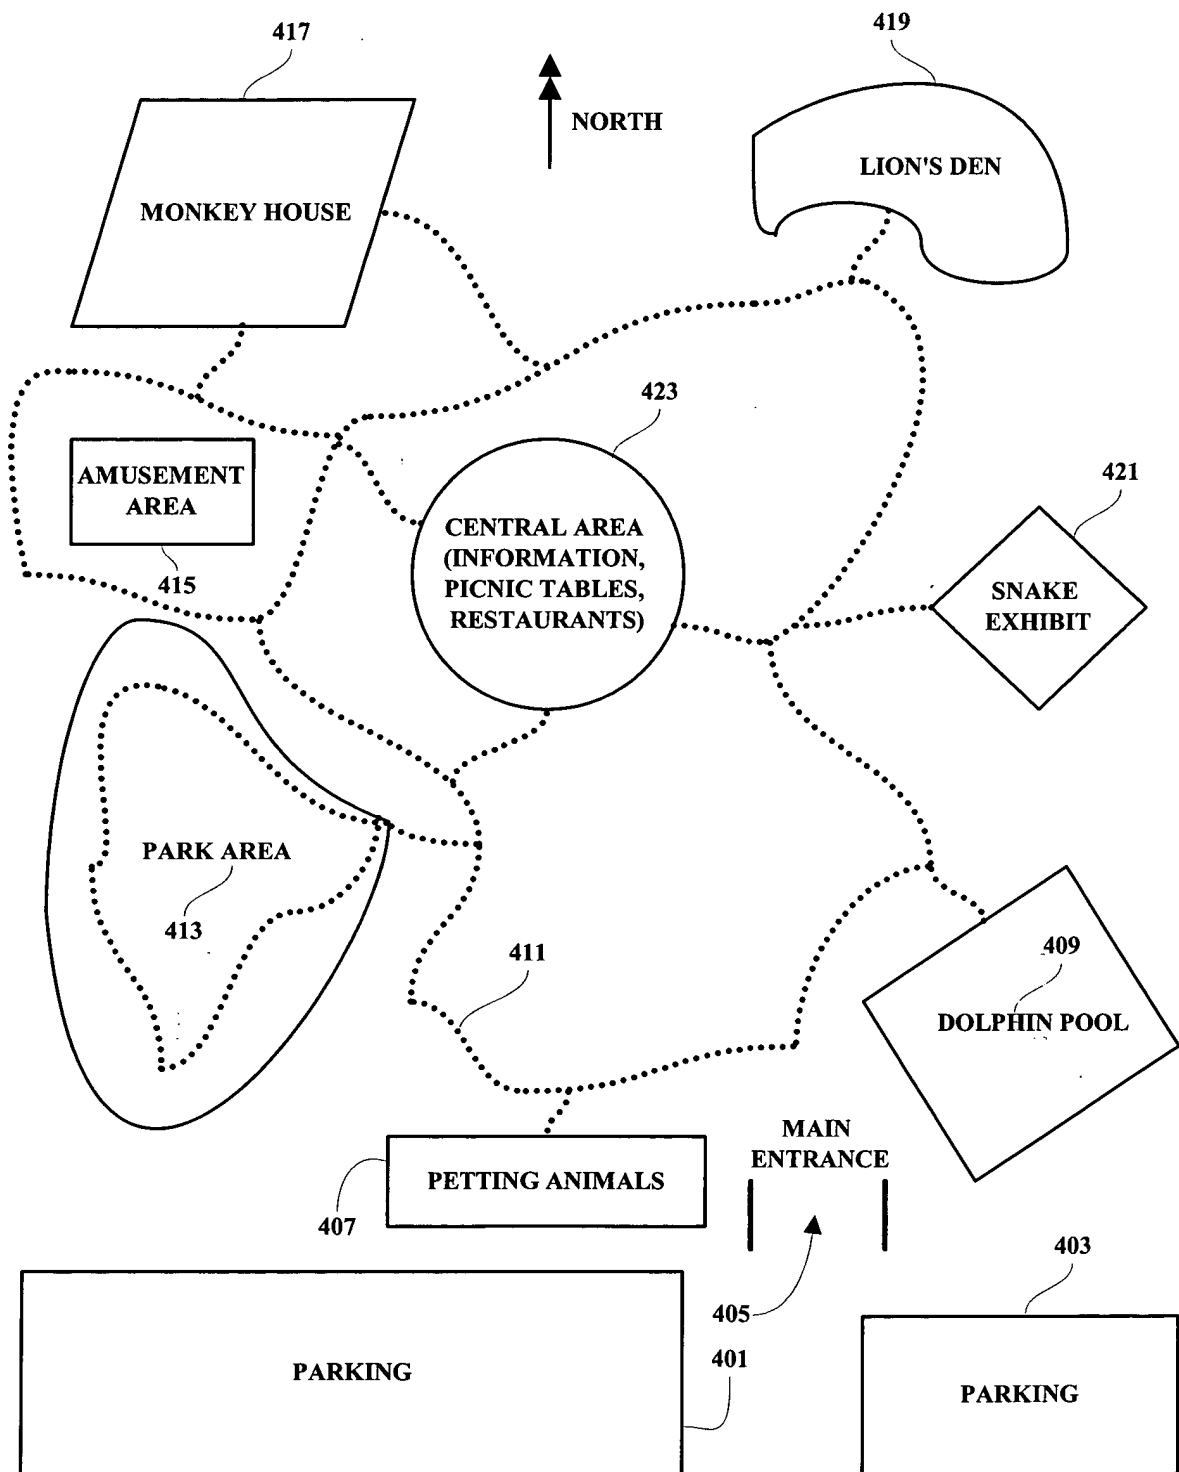 417
419
NORTH
LION'S DEN
MONKEY HOUSE
423
421
AMUSEMENT
AREA
415
CENTRAL AREA
(INFORMATION,
PICNIC TABLES,
RESTAURANTS)
SNAKE
EXHIBIT
PARK AREA
413
411
409
DOLPHIN POOL
MAIN
ENTRANCE
PETTING ANIMALS
407
403
405
401
PARKING
PARKING